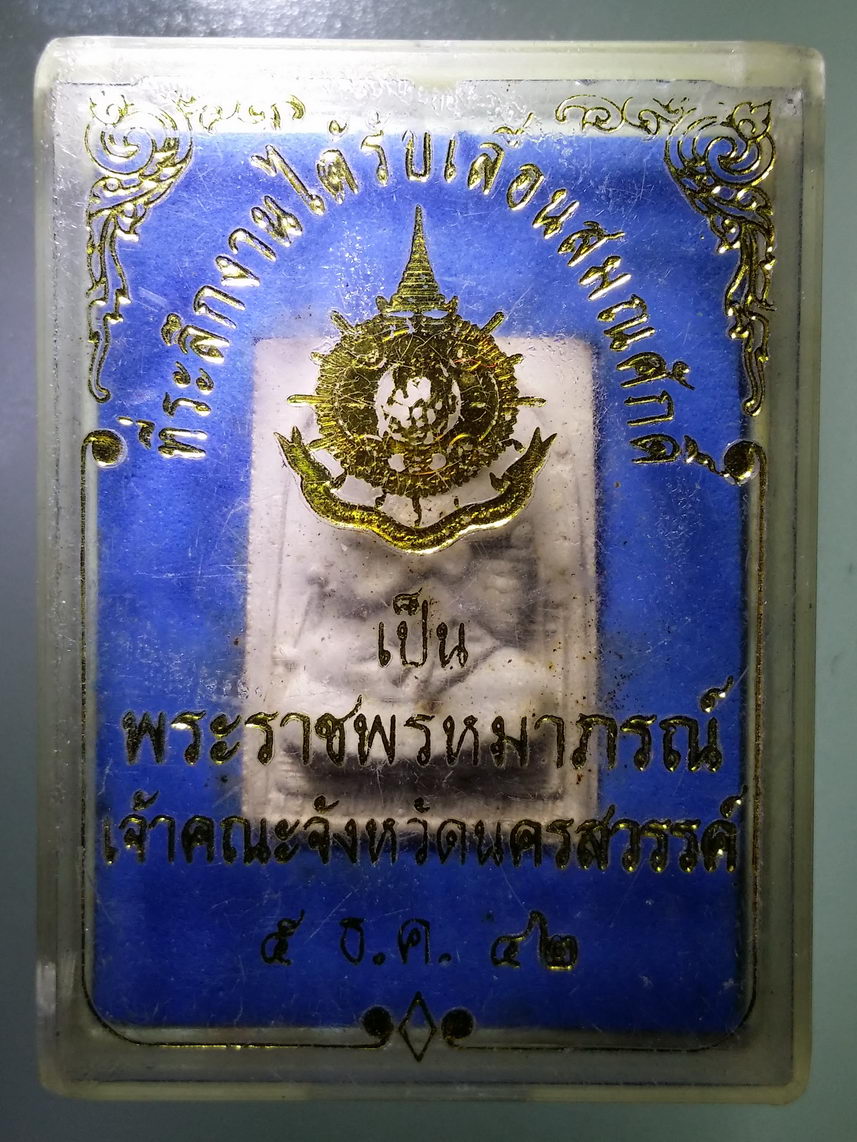 ที่ระลึกงานได้รับเลื่อนสมณศักดิ์
เป็น
พระราชพรหมาภรณ์
เจ้าคณะจังหวัดนครสวรรค์
๕ ธ.ค. ๔๒